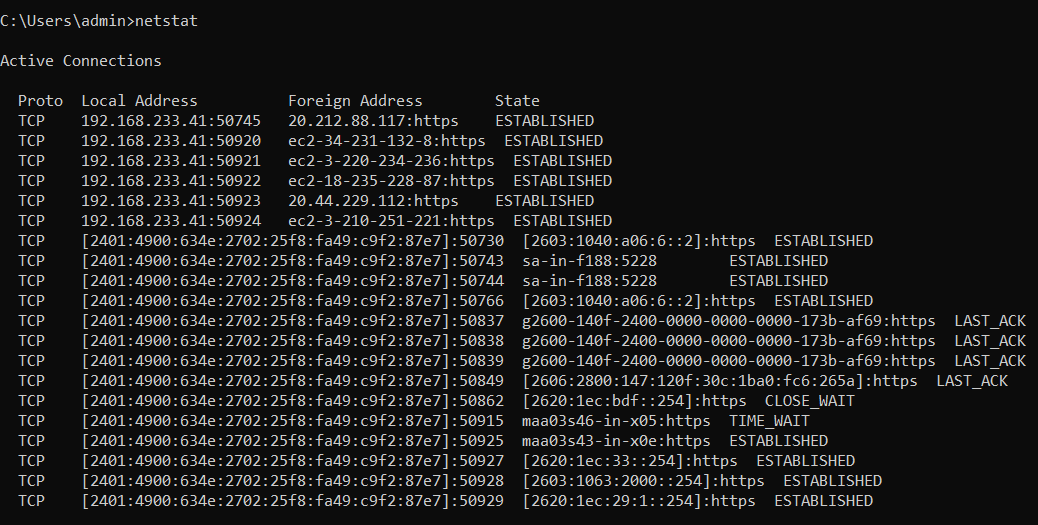 C:\Users\admin>netstat
Active Connections
Proto  Local Address          Foreign Address        State
TCP    192.168.233.41:50745   20.212.88.117:https    ESTABLISHED
TCP    192.168.233.41:50920   ec2-34-231-132-8:https  ESTABLISHED
TCP    192.168.233.41:50921   ec2-3-220-234-236:https  ESTABLISHED
TCP    192.168.233.41:50922   ec2-18-235-228-87:https  ESTABLISHED
TCP    192.168.233.41:50923   20.44.229.112:https    ESTABLISHED
TCP    192.168.233.41:50924   ec2-3-210-251-221:https  ESTABLISHED
TCP    [2401:4900:634e:2702:25f8:fa49:c9f2:87e7]:50730  [2603:1040:a06:6::2]:https  ESTABLISHED
TCP    [2401:4900:634e:2702:25f8:fa49:c9f2:87e7]:50743  sa-in-f188:5228        ESTABLISHED
TCP    [2401:4900:634e:2702:25f8:fa49:c9f2:87e7]:50744  sa-in-f188:5228        ESTABLISHED
TCP    [2401:4900:634e:2702:25f8:fa49:c9f2:87e7]:50766  [2603:1040:a06:6::2]:https  ESTABLISHED
TCP    [2401:4900:634e:2702:25f8:fa49:c9f2:87e7]:50837  g2600-140f-2400-0000-0000-0000-173b-af69:https  LAST_ACK
TCP    [2401:4900:634e:2702:25f8:fa49:c9f2:87e7]:50838  g2600-140f-2400-0000-0000-0000-173b-af69:https  LAST_ACK
TCP    [2401:4900:634e:2702:25f8:fa49:c9f2:87e7]:50839  g2600-140f-2400-0000-0000-0000-173b-af69:https  LAST_ACK
TCP    [2401:4900:634e:2702:25f8:fa49:c9f2:87e7]:50849  [2606:2800:147:120f:30c:1ba0:fc6:265a]:https  LAST_ACK
TCP    [2401:4900:634e:2702:25f8:fa49:c9f2:87e7]:50862  [2620:1ec:bdf::254]:https  CLOSE_WAIT
TCP    [2401:4900:634e:2702:25f8:fa49:c9f2:87e7]:50915  maa03s46-in-x05:https  TIME_WAIT
TCP    [2401:4900:634e:2702:25f8:fa49:c9f2:87e7]:50925  maa03s43-in-x0e:https  ESTABLISHED
TCP    [2401:4900:634e:2702:25f8:fa49:c9f2:87e7]:50927  [2620:1ec:33::254]:https  ESTABLISHED
TCP    [2401:4900:634e:2702:25f8:fa49:c9f2:87e7]:50928  [2603:1063:2000::254]:https  ESTABLISHED
TCP    [2401:4900:634e:2702:25f8:fa49:c9f2:87e7]:50929  [2620:1ec:29:1::254]:https  ESTABLISHED